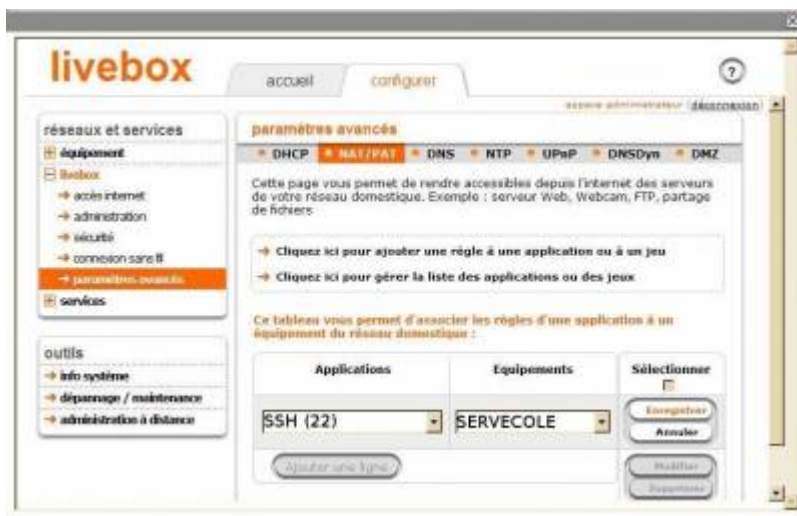 livebox
accueil
configurer
?
espace administrateur (déconnexion)
réseaux et services
équipement
livebox
accès internet
administration
sécurité
connexion sans fil
paramètres avancés
services
outils
info système
dépannage / maintenance
administration à distance
paramètres avancés
DHCP NAT/PAT DNS NTP UPnP DNSDyn DMZ
Cette page vous permet de rendre accessibles depuis l'internet des serveurs
de votre réseau domestique. Exemple : serveur Web, Webcam, FTP, partage
de fichiers
Cliquez ici pour ajouter une règle à une application ou à un jeu
Cliquez ici pour gérer la liste des applications ou des jeux
Ce tableau vous permet d'associer les règles d'une application à un
équipement du réseau domestique :
Applications Equipements Sélectionner
SSH (22) SERVECOLE
Enregistrer
Annuler
Ajouter une ligne
Modifier
Supprimer